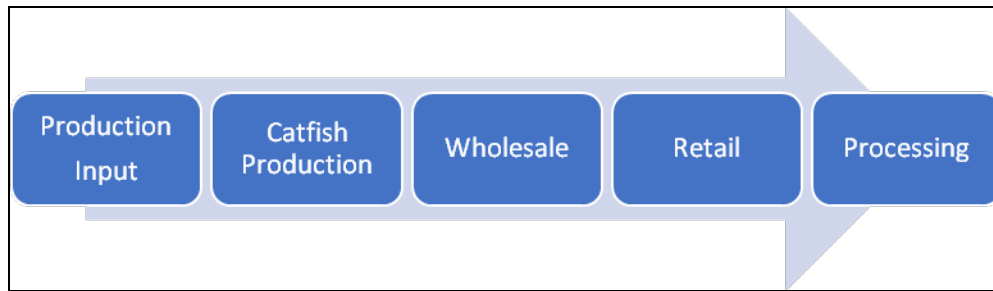 Production
Input
Catfish
Production
Wholesale
Retail
Processing